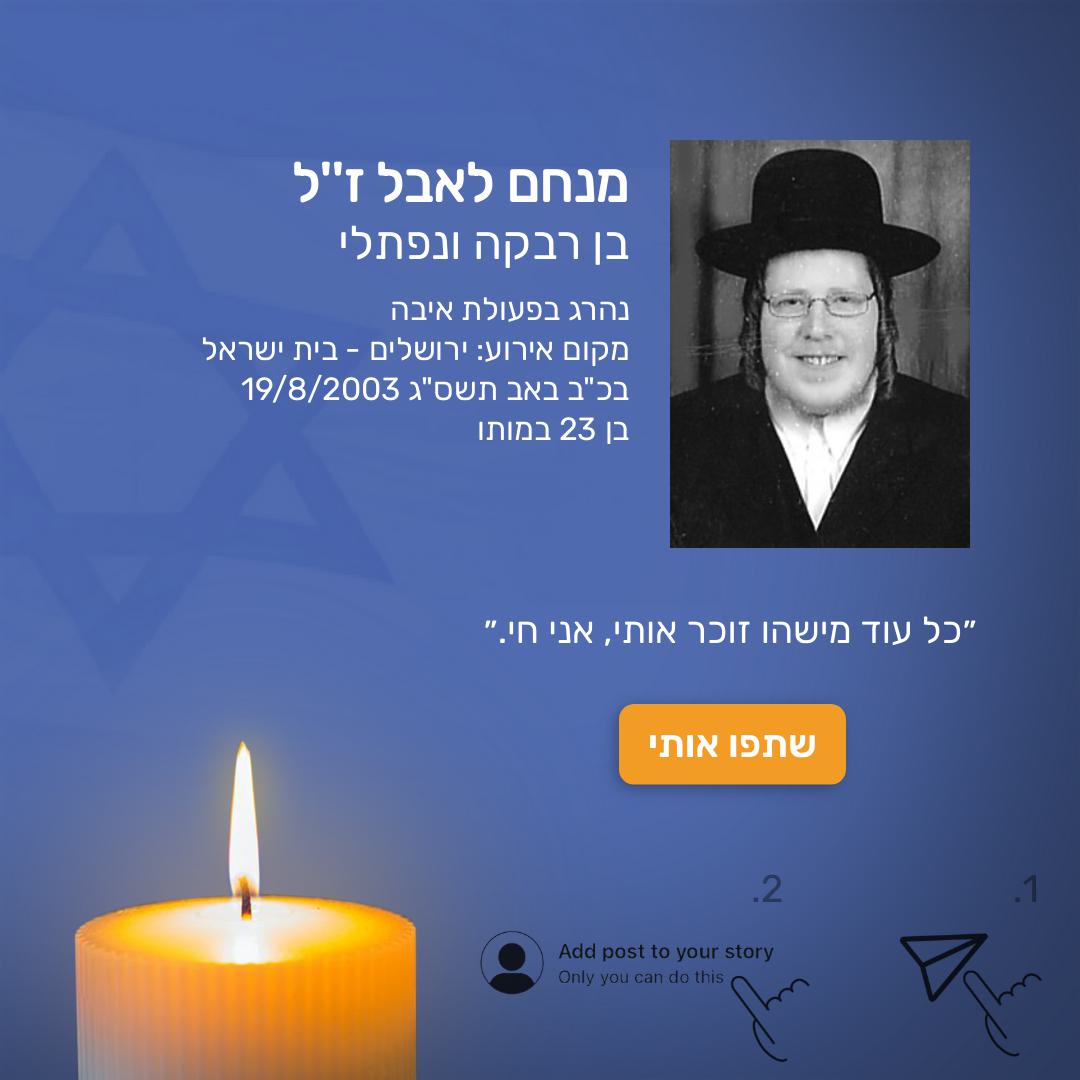 מנחם לאבל ז"ל
בן רבקה ונפתלי
נהרג בפעולת איבה
מקום אירוע: ירושלים - בית ישראל
בכ"ב באב תשס"ג 19/8/2003
בן 23 במותו
״כל עוד מישהו זוכר אותי, אני חי.״
שתפו אותי
.1
.2
Add post to your story
Only you can do this